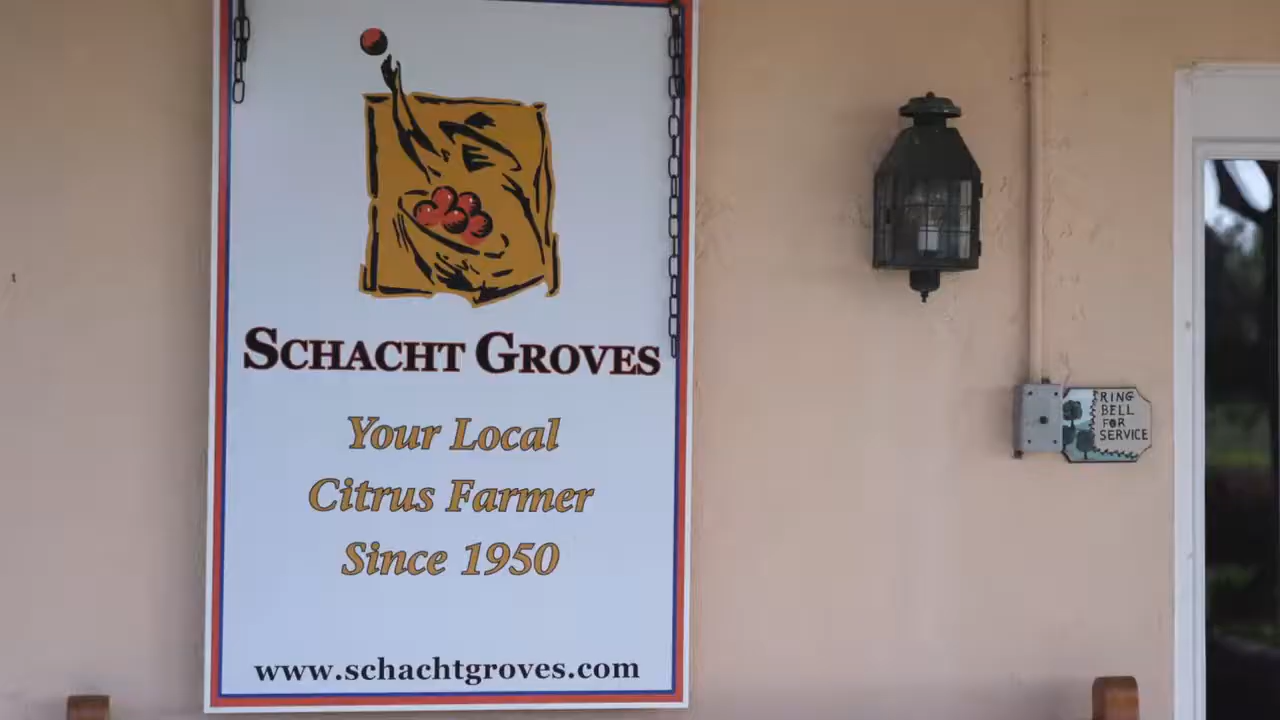 SCHACHT GROVES
Your Local
Citrus Farmer
Since 1950
www.schachtgroves.com
RING
BELL
FOR
SERVICE